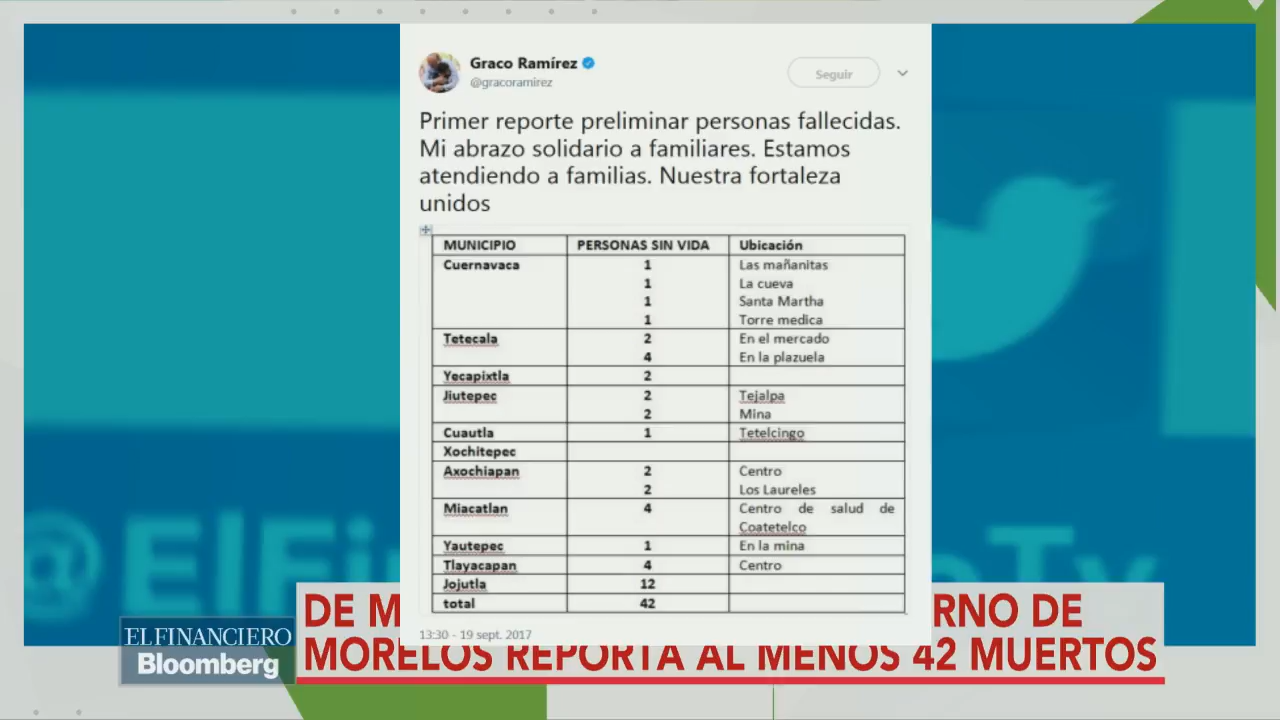 Graco Ramírez
@gracoramirez
Seguir
Primer reporte preliminar personas fallecidas.
Mi abrazo solidario a familiares. Estamos
atendiendo a familias. Nuestra fortaleza
unidos
MUNICIPIO PERSONAS SIN VIDA Ubicación
Cuernavaca 1 Las mañanitas
1 La cueva
1 Santa Martha
1 Torre medica
Tetecala 2 En el mercado
4 En la plazuela
Yecapixtla 2
Jiutepec 2 Tejalpa
2 Mina
Cuautla 1 Tetelcingo
Xochitepec
Axochiapan 2 Centro
2 Los Laureles
Miacatlan 4 Centro de salud de
Coatetelco
Yautepec 1 En la mina
Tlayacapan 4 Centro
Jojutla 12
total 42
13:30 - 19 sept. 2017
@ElFi
Tv
DE M
RNO DE
MORELOS REPORTA AL MENOS 42 MUERTOS
EL FINANCIERO
Bloomberg